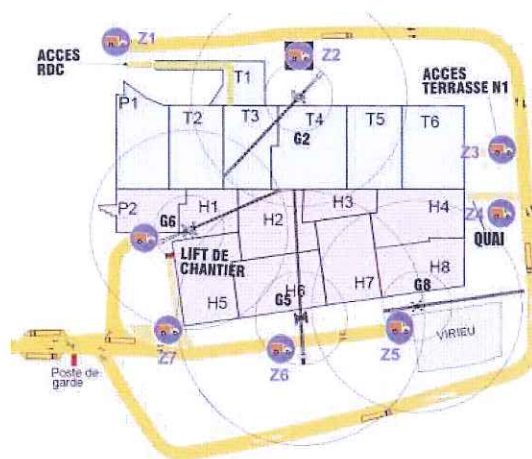 Z1
Z2
ACCES
RDC
T1
ACCES
TERRASSE N1
P1
T2
T3
T4
T5
T6
G2
Z3
P2
G6
H1
H2
H3
H4
Z4
QUAI
LIFT DE
CHANTIER
H5
H6
H7
H8
G5
G8
Z7
Z6
Z5
VIRIEU
Poste de
garde